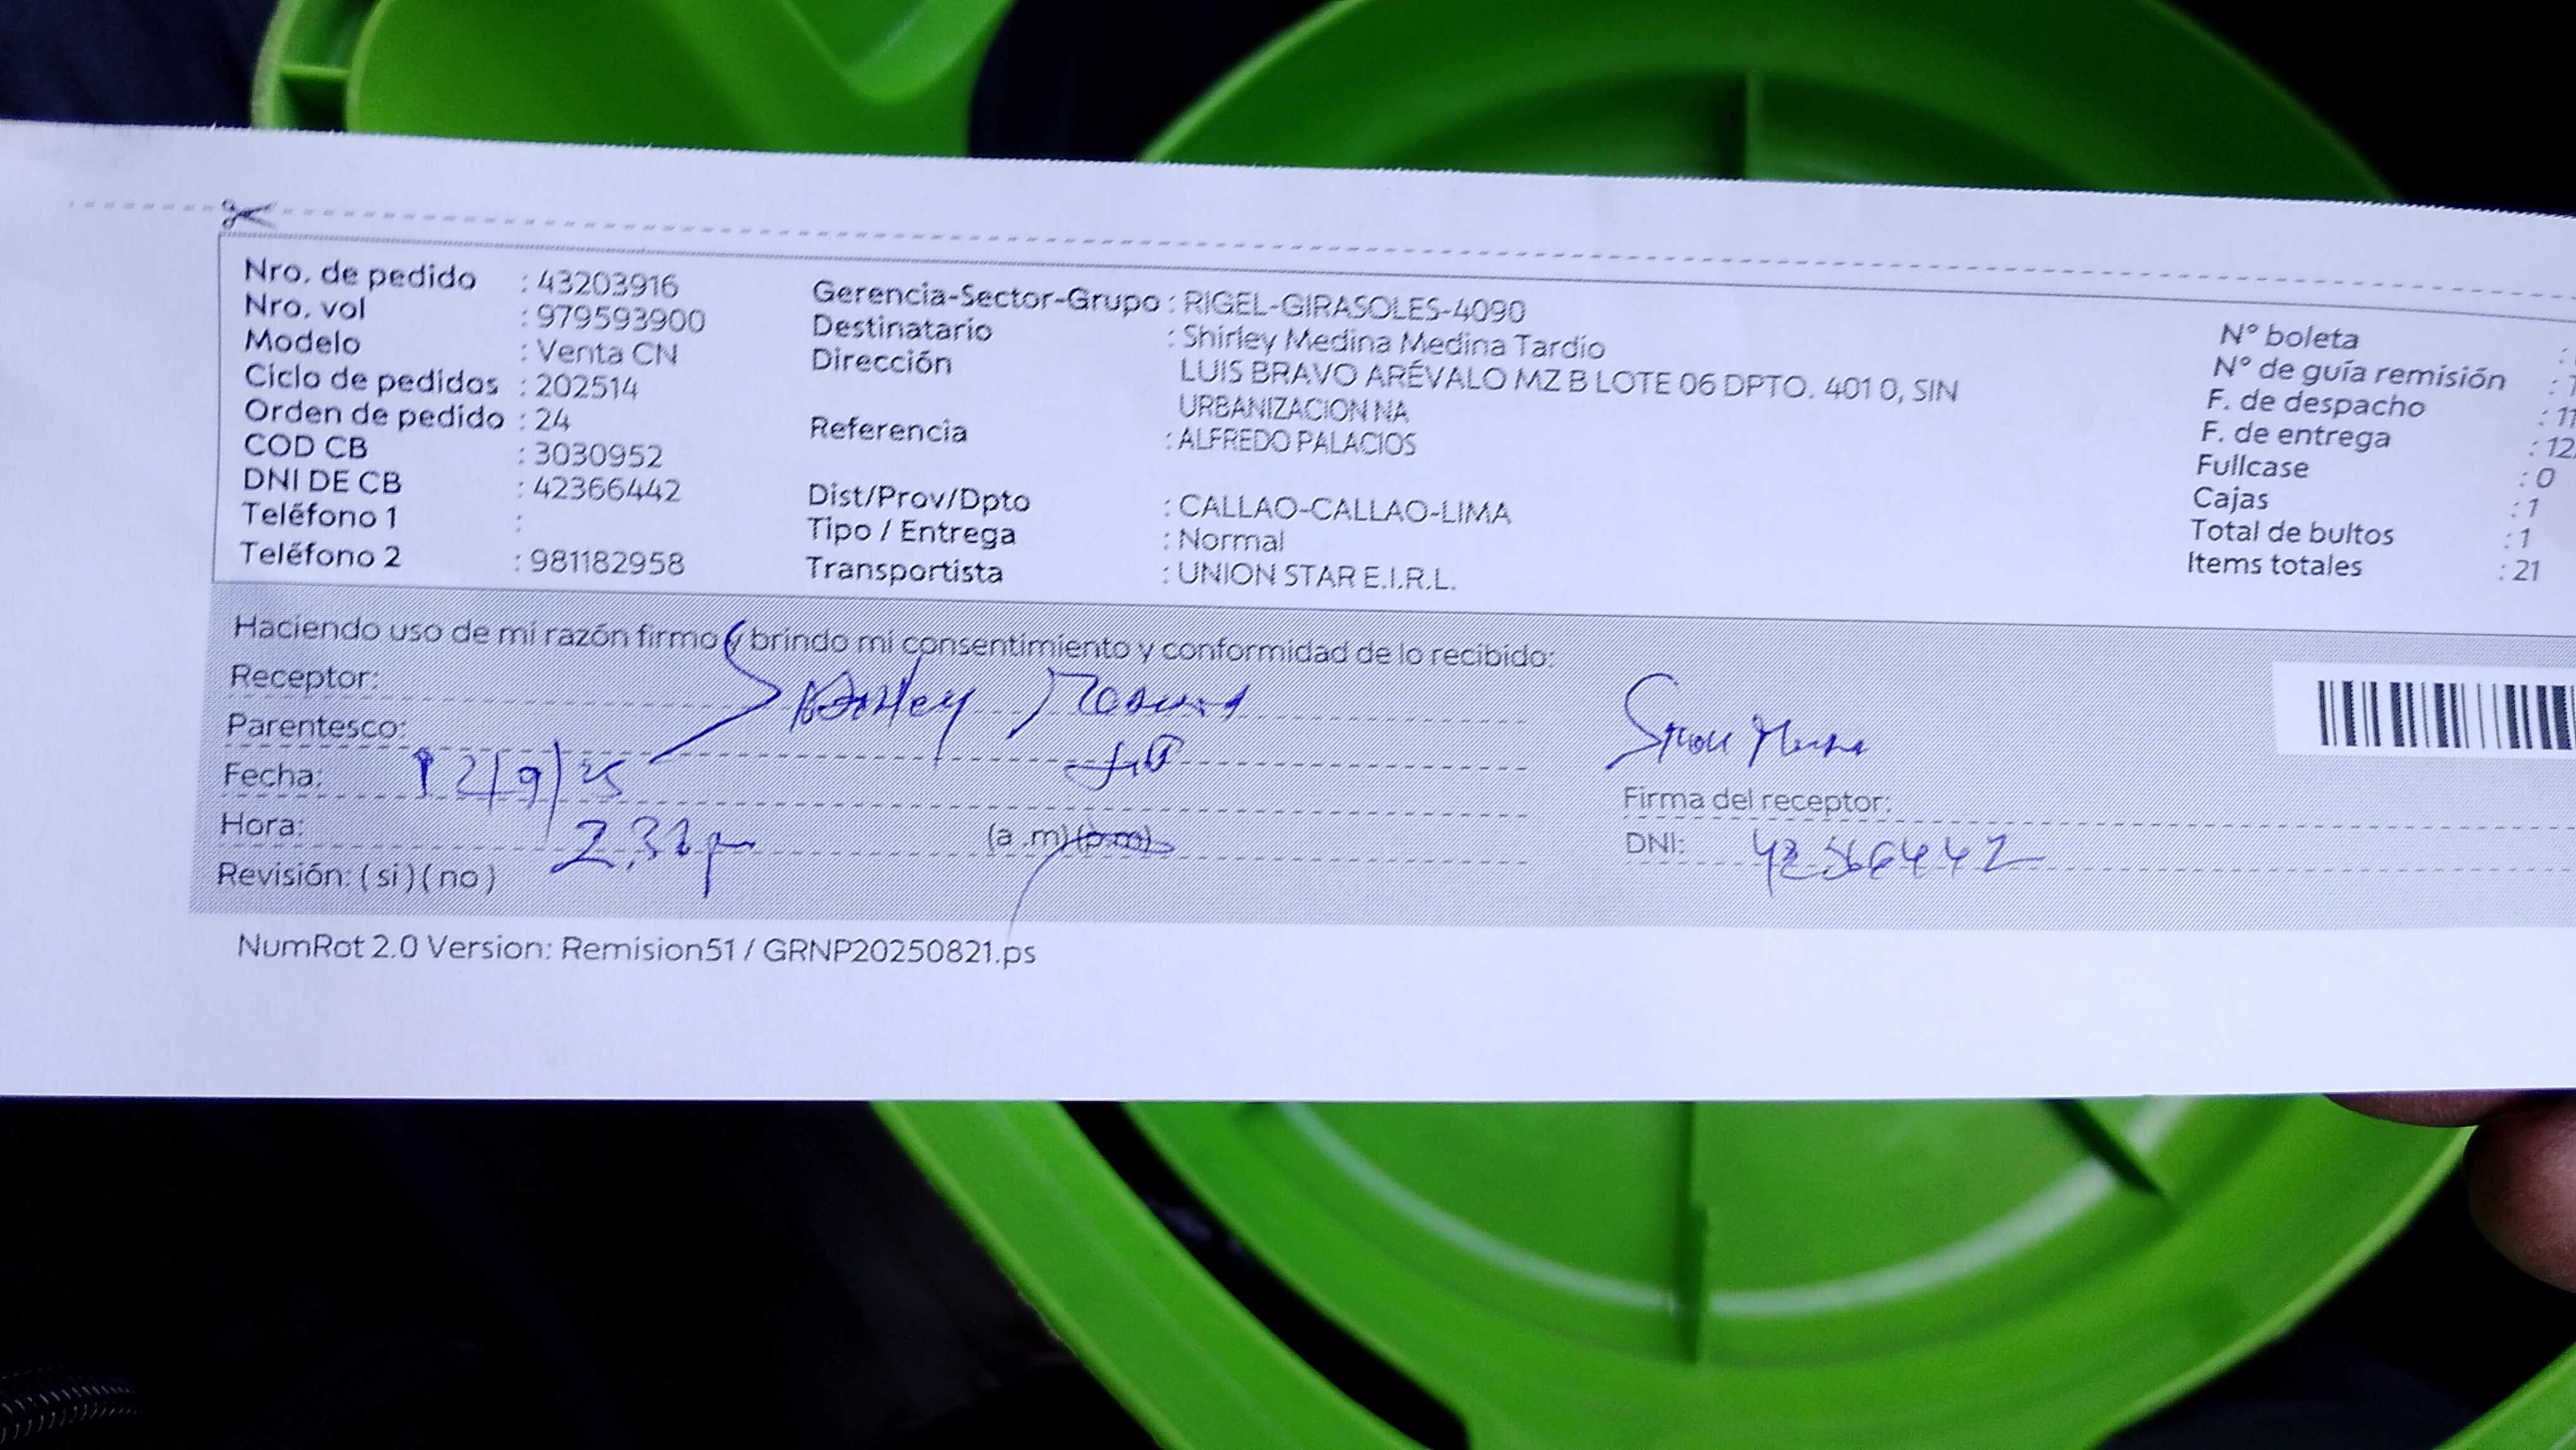 Nro. de pedido : 43203916
Nro. vol : 979593900
Modelo : Venta CN
Ciclo de pedidos : 202514
Orden de pedido : 24
COD CB : 3030952
DNI DE CB : 42366442
Teléfono 1 :
Teléfono 2 : 981182958
Gerencia-Sector-Grupo : RIGEL-GIRASOLES-4090
Destinatario : Shirley Medina Medina Tardio
Dirección LUIS BRAVO ARÉVALO MZ B LOTE 06 DPTO. 401 0, SIN
URBANIZACION NA
Referencia : ALFREDO PALACIOS
Dist/Prov/Dpto : CALLAO-CALLAO-LIMA
Tipo / Entrega : Normal
Transportista : UNION STAR E.I.R.L.
N° boleta :
N° de guía remisión :
F. de despacho : 11
F. de entrega : 12
Fullcase : 0
Cajas : 1
Total de bultos : 1
Items totales : 21
Haciendo uso de mi razón firmo y brindo mi consentimiento y conformidad de lo recibido:
Receptor: Shirley
Parentesco:
Fecha: 12/9/25
Hora: (a .m) (p.m)
Revisión: ( si ) ( no )
Firma del receptor:
DNI: 42366442
NumRot 2.0 Version: Remision51 / GRNP20250821.ps